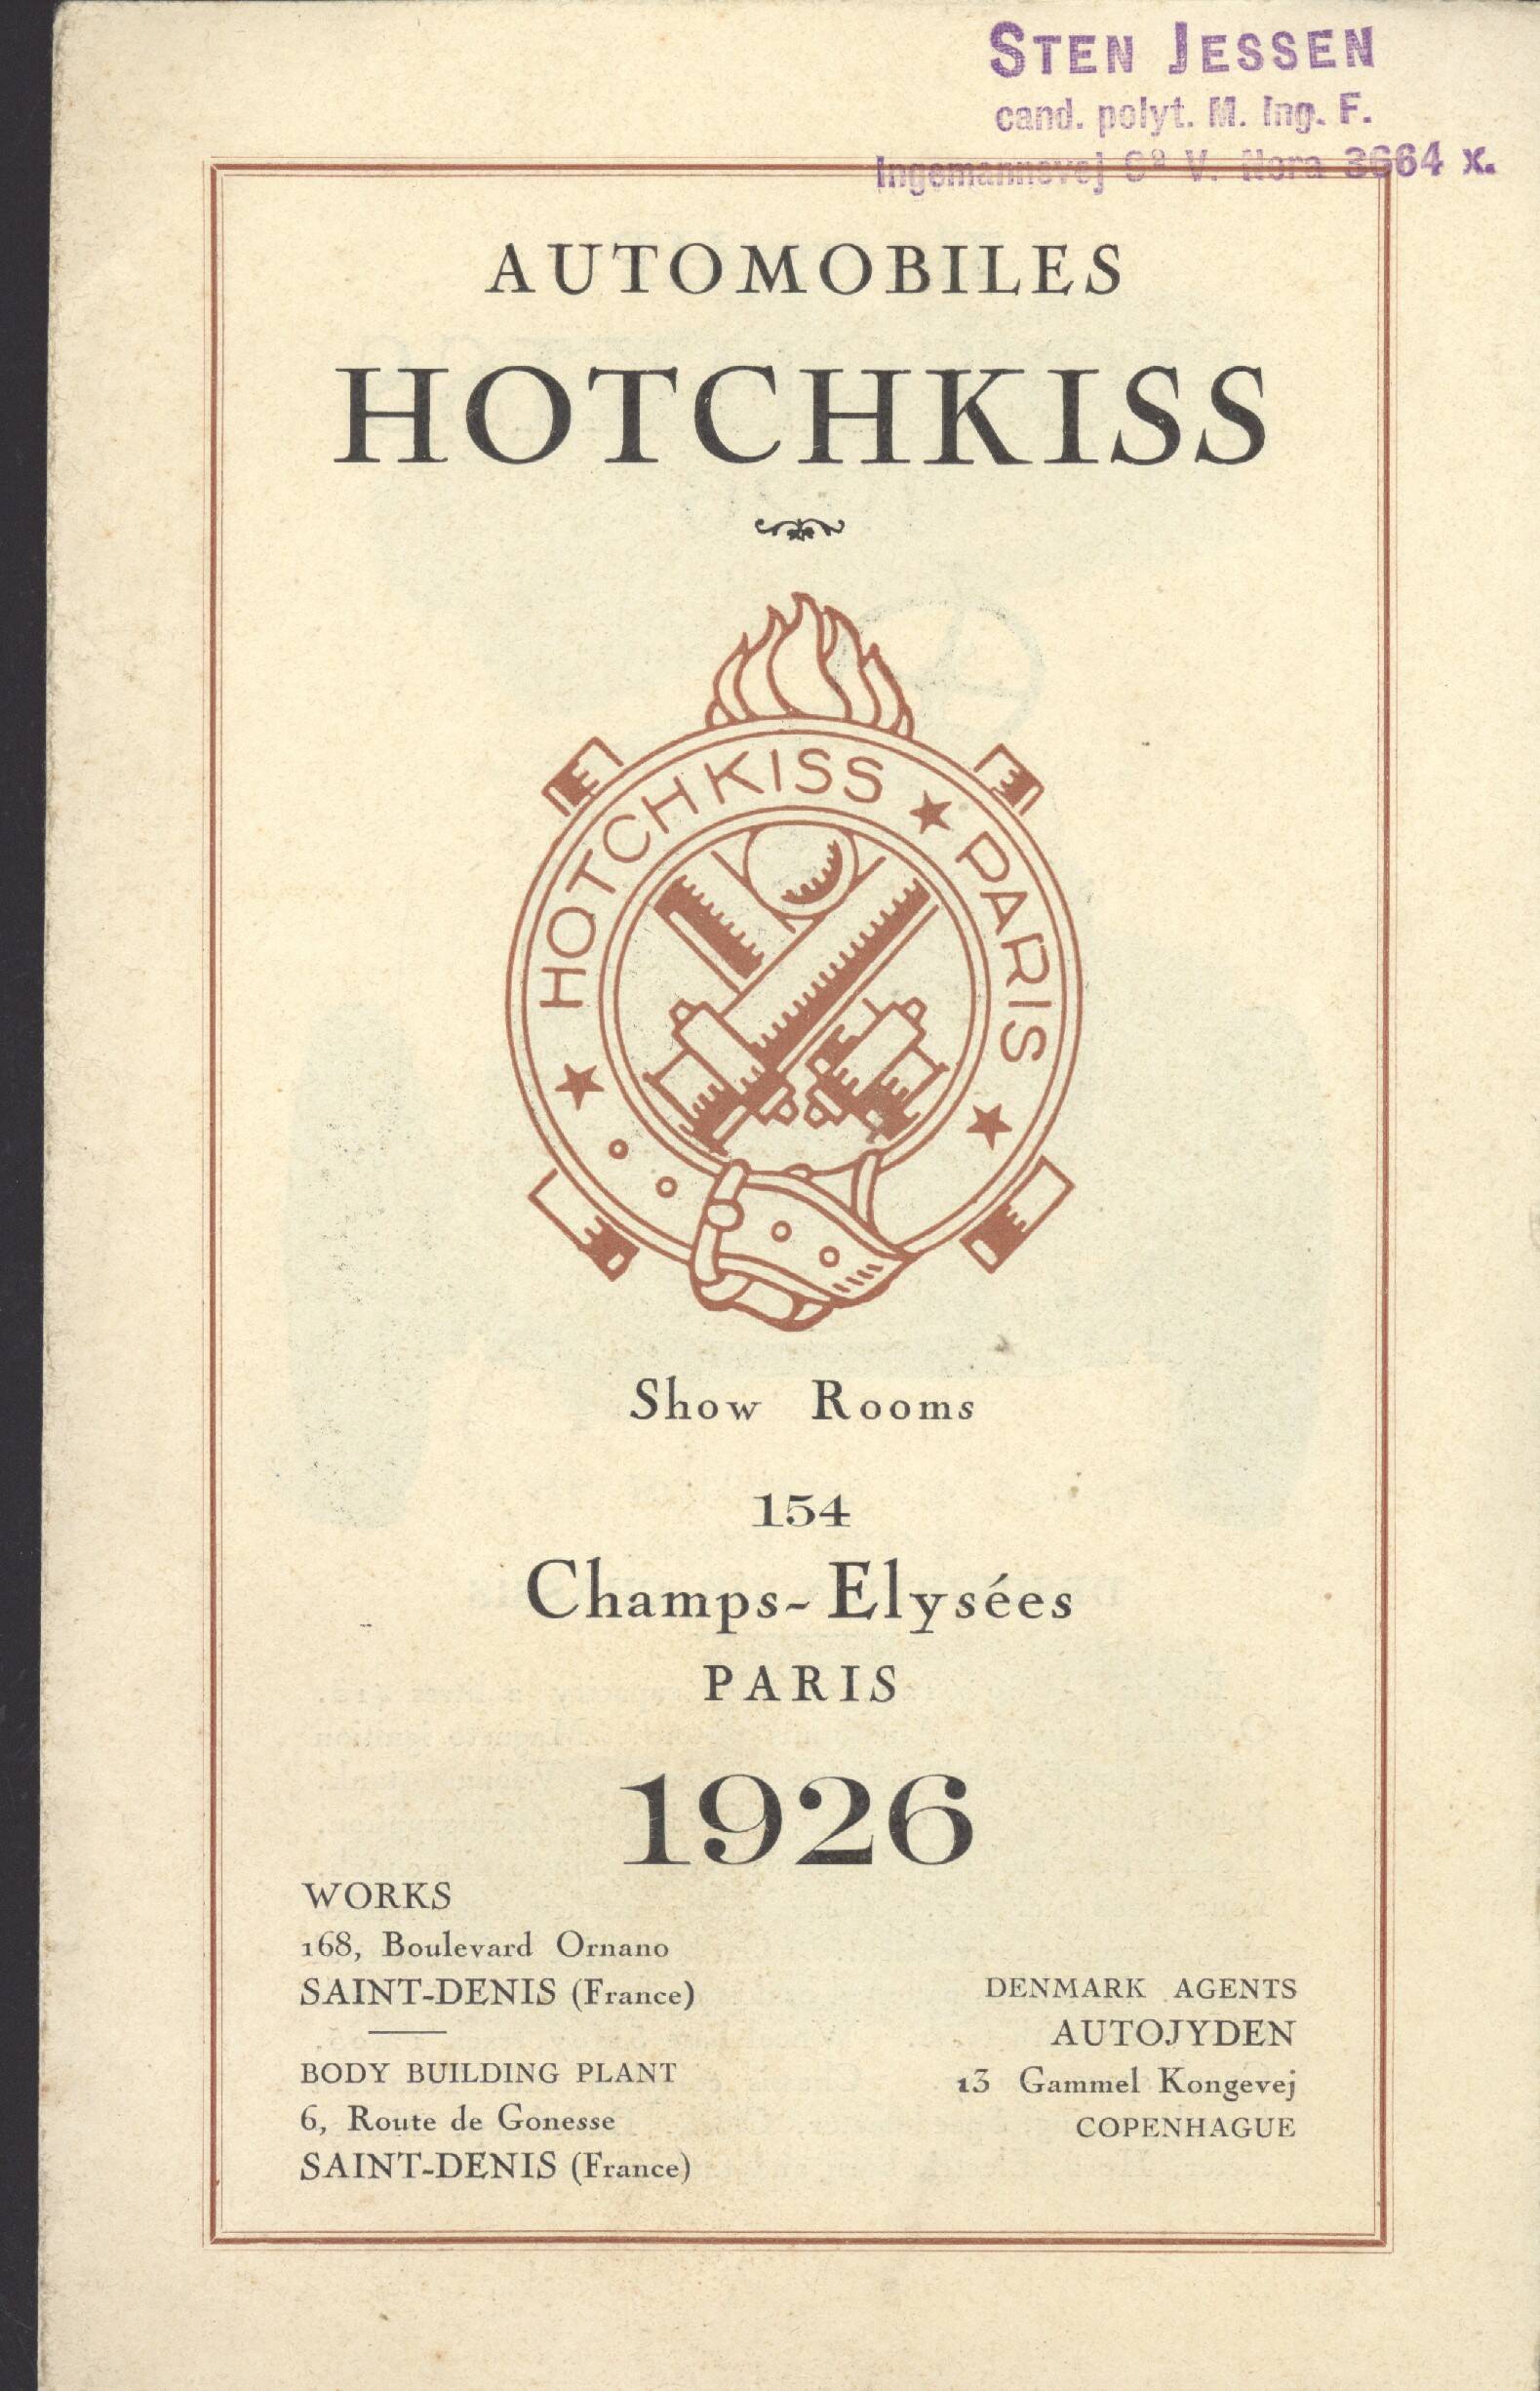 STEN JESSEN
cand. polyt. M. Ing. F.
Ingemannsvej 3664 x.
AUTOMOBILES
HOTCHKISS
HOTCHKISS ★ PARIS ★ ★
Show Rooms
154
Champs-Elysées
PARIS
1926
WORKS
168, Boulevard Ornano
SAINT-DENIS (France)
BODY BUILDING PLANT
6, Route de Gonesse
SAINT-DENIS (France)
DENMARK AGENTS
AUTOJYDEN
13 Gammel Kongevej
COPENHAGUE